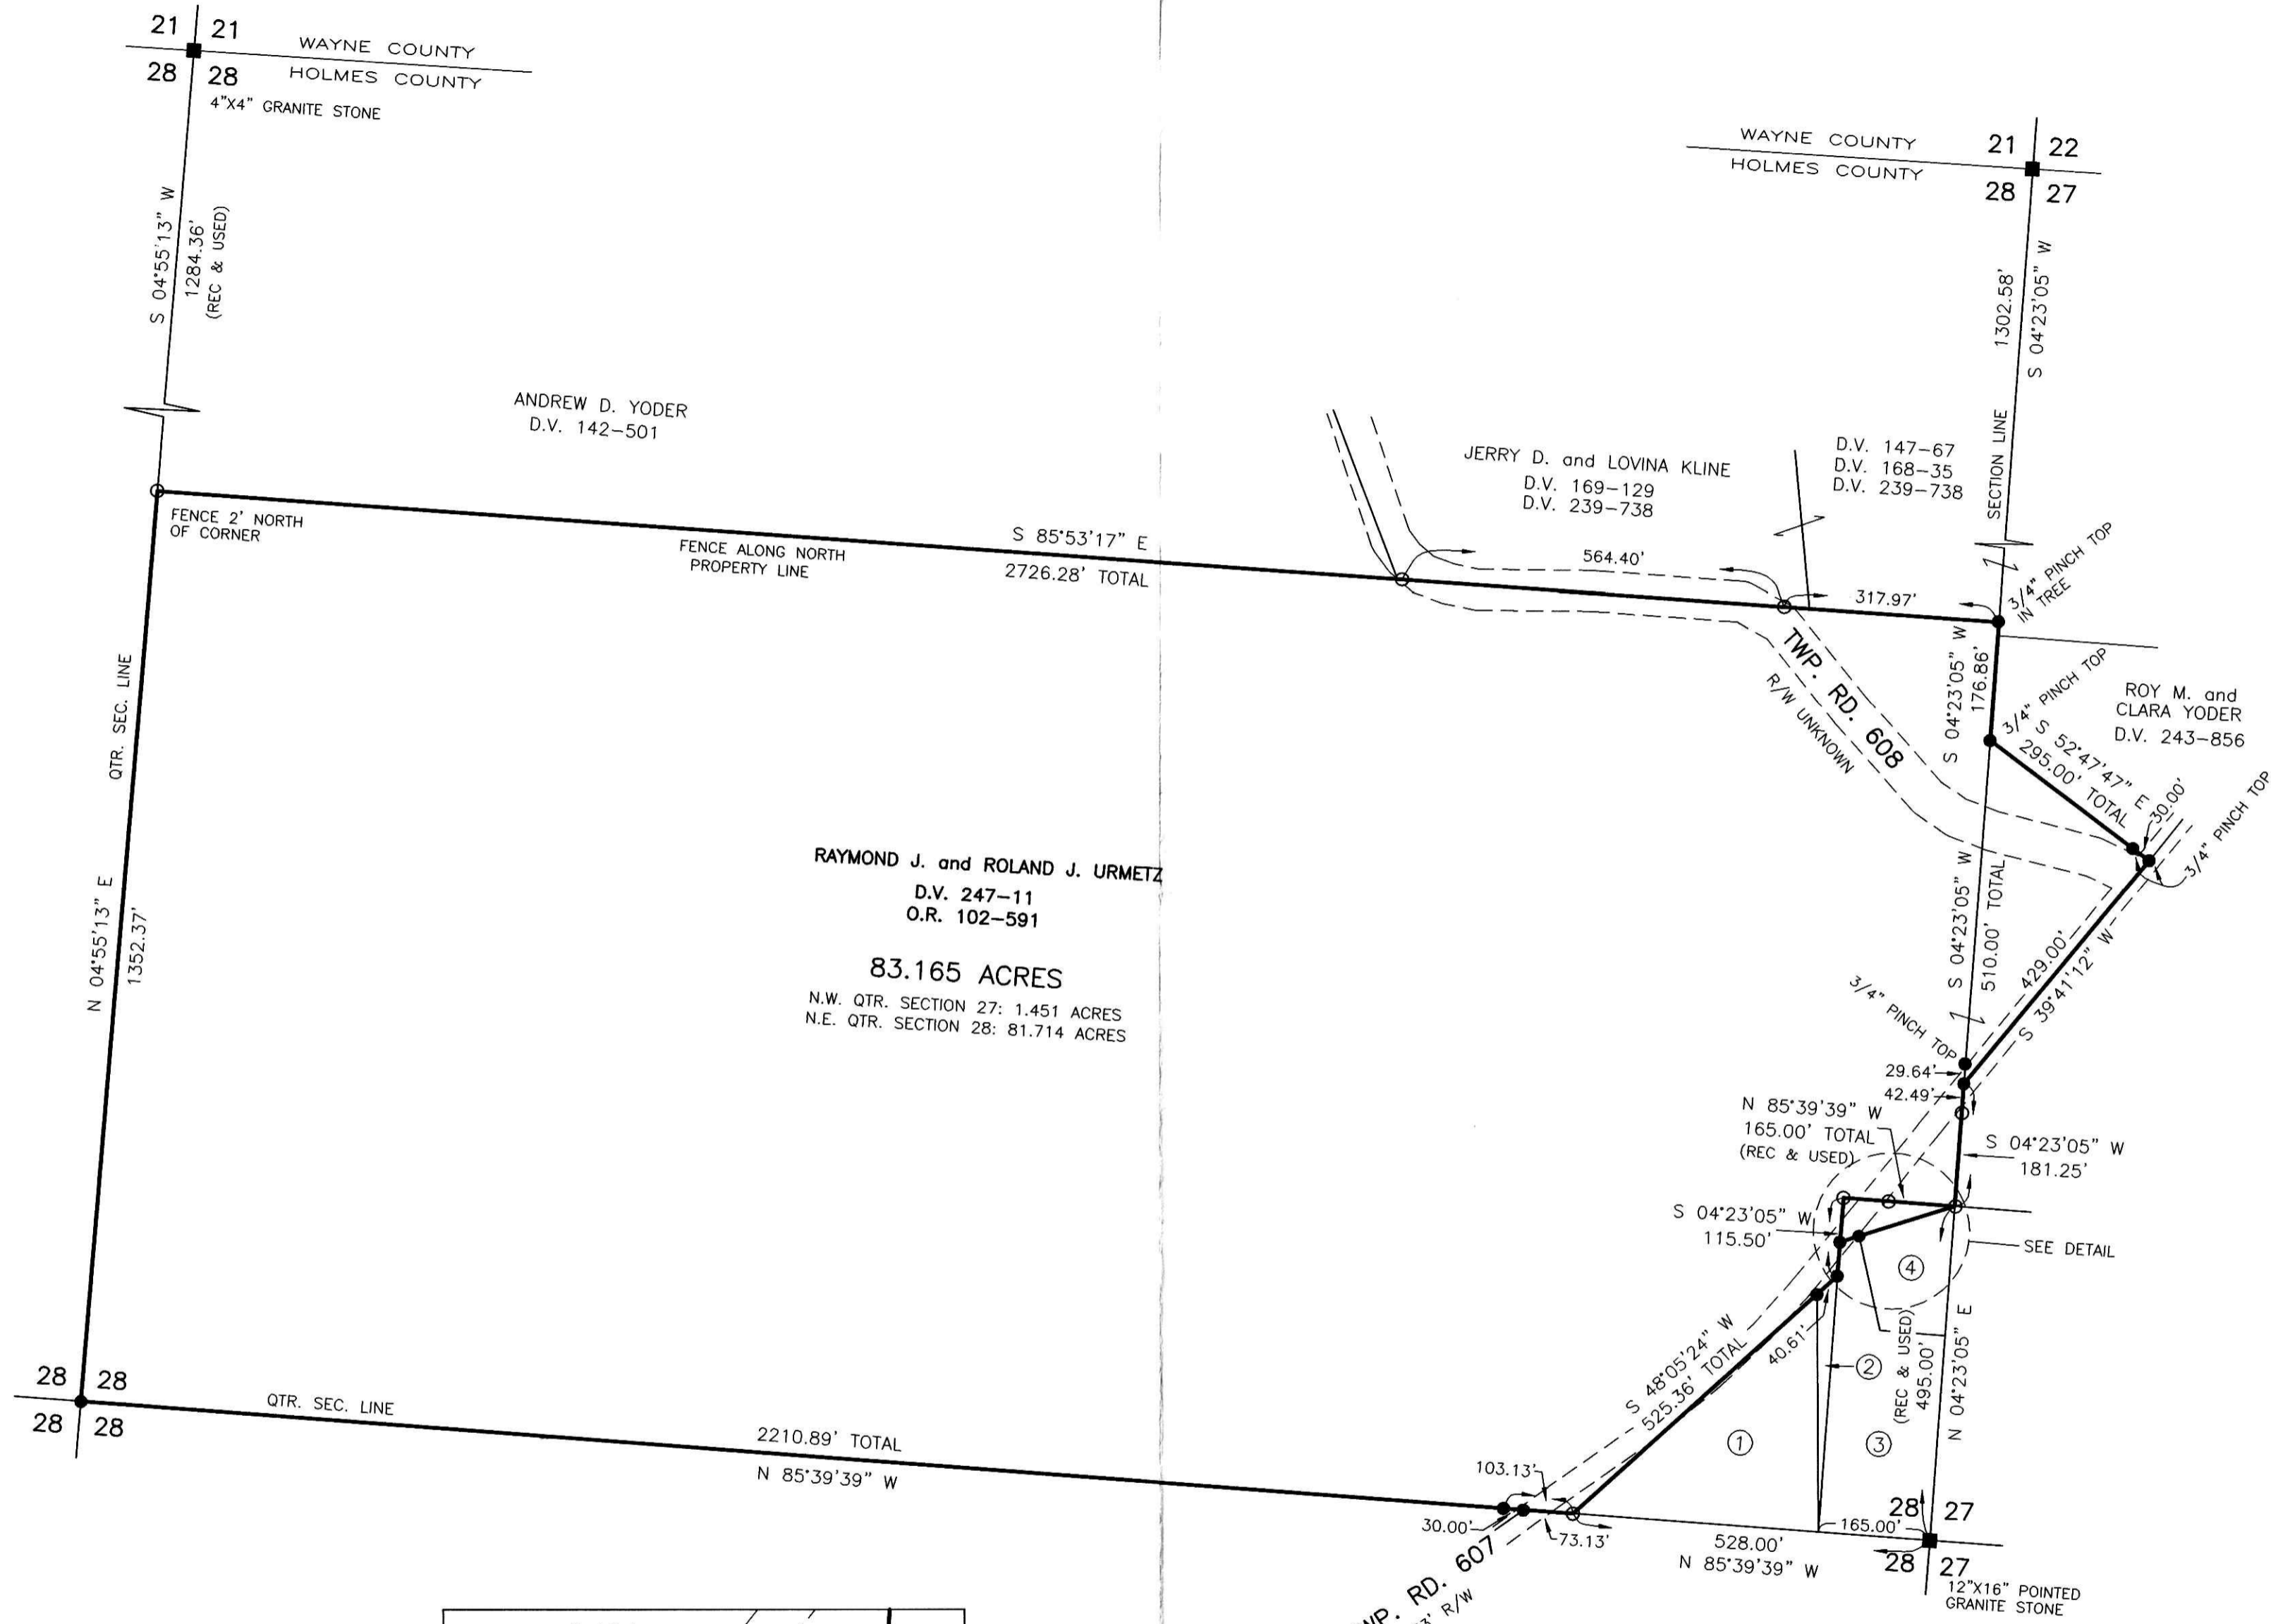 21 21
WAYNE COUNTY
28 28
HOLMES COUNTY
4"X4" GRANITE STONE
S 04°55'13" W
1284.36'
(REC & USED)
WAYNE COUNTY
21 22
HOLMES COUNTY
28 27
1302.58'
S 04°23'05" W
SECTION LINE
ANDREW D. YODER
D.V. 142-501
JERRY D. and LOVINA KLINE
D.V. 169-129
D.V. 239-738
D.V. 147-67
D.V. 168-35
D.V. 239-738
FENCE 2' NORTH
OF CORNER
FENCE ALONG NORTH
PROPERTY LINE
S 85°53'17" E
2726.28' TOTAL
564.40'
317.97'
3/4" PINCH TOP
IN TREE
TWP. RD. 608
R/W UNKNOWN
S 04°23'05" W
176.86'
3/4" PINCH TOP
S 52°47'47" E
295.00' TOTAL
30.00'
3/4" PINCH TOP
ROY M. and
CLARA YODER
D.V. 243-856
QTR. SEC. LINE
N 04°55'13" E
1352.37'
RAYMOND J. and ROLAND J. URMETZ
D.V. 247-11
O.R. 102-591
83.165 ACRES
N.W. QTR. SECTION 27: 1.451 ACRES
N.E. QTR. SECTION 28: 81.714 ACRES
S 04°23'05" W
510.00' TOTAL
429.00'
S 39°41'12" W
3/4" PINCH TOP
29.64'
42.49'
N 85°39'39" W
165.00' TOTAL
(REC & USED)
S 04°23'05" W
181.25'
S 04°23'05" W
115.50'
SEE DETAIL
4
S 48°05'24" W
525.36' TOTAL
40.61'
2
(REC & USED)
495.00'
N 04°23'05" E
1
3
28 28
QTR. SEC. LINE
28 28
2210.89' TOTAL
N 85°39'39" W
103.13'
30.00'
73.13'
528.00'
N 85°39'39" W
165.00'
28 27
28 27
12"X16" POINTED
GRANITE STONE
RD. 607
R/W